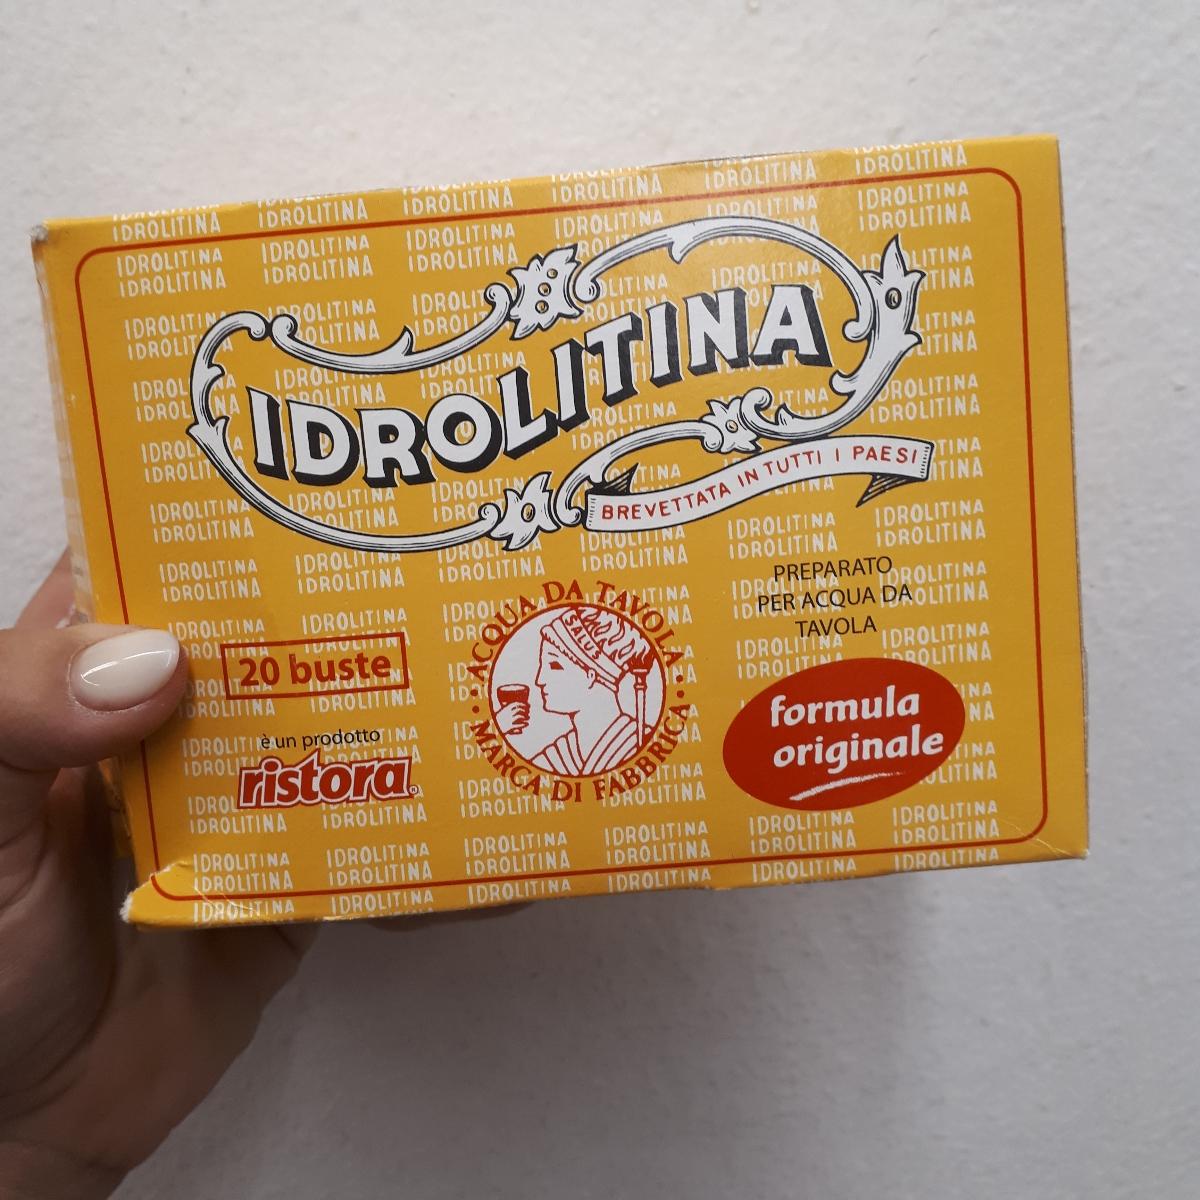 IDROLITINA
BREVETTATA IN TUTTI I PAESI
PREPARATO
PER ACQUA DA
TAVOLA
20 buste
ACQUA DA TAVOLA
SALUS
MARCA DI FABBRICA
formula
originale
è un prodotto
ristora